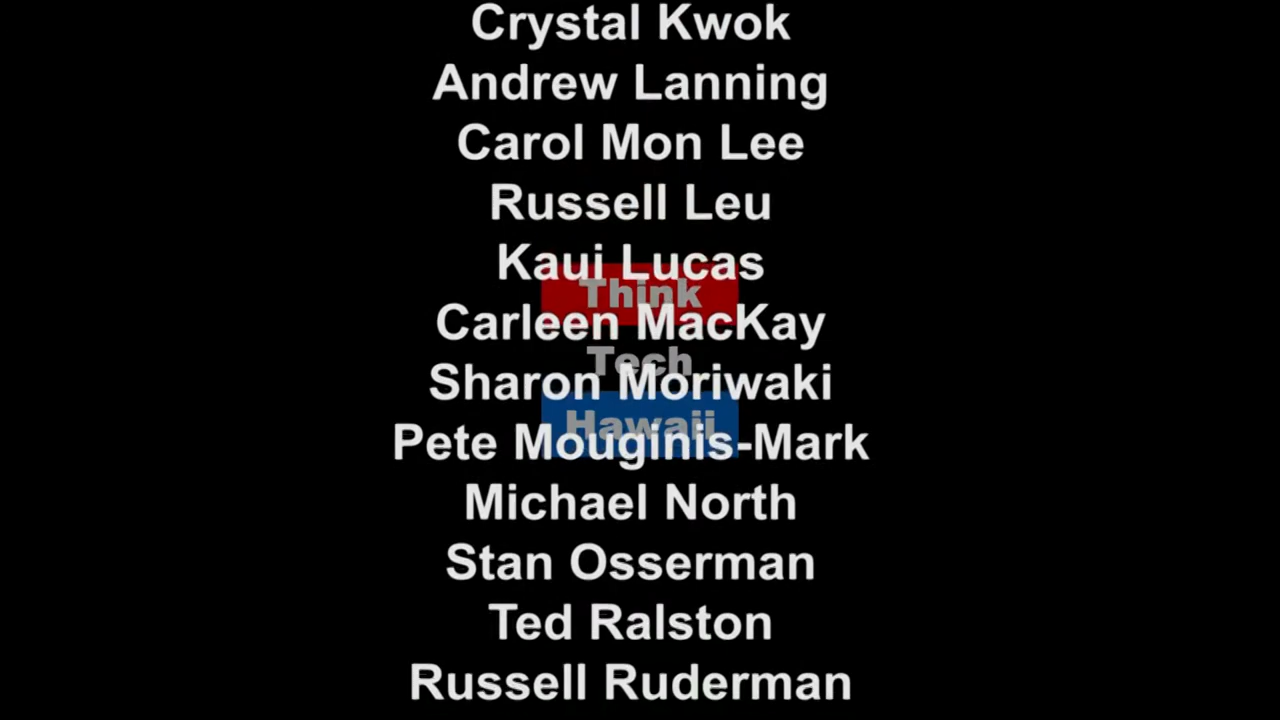 Crystal Kwok
Andrew Lanning
Carol Mon Lee
Russell Leu
Kaui Lucas
Think
Carleen MacKay
Tech
Sharon Moriwaki
Hawaii
Pete Mouginis-Mark
Michael North
Stan Osserman
Ted Ralston
Russell Ruderman